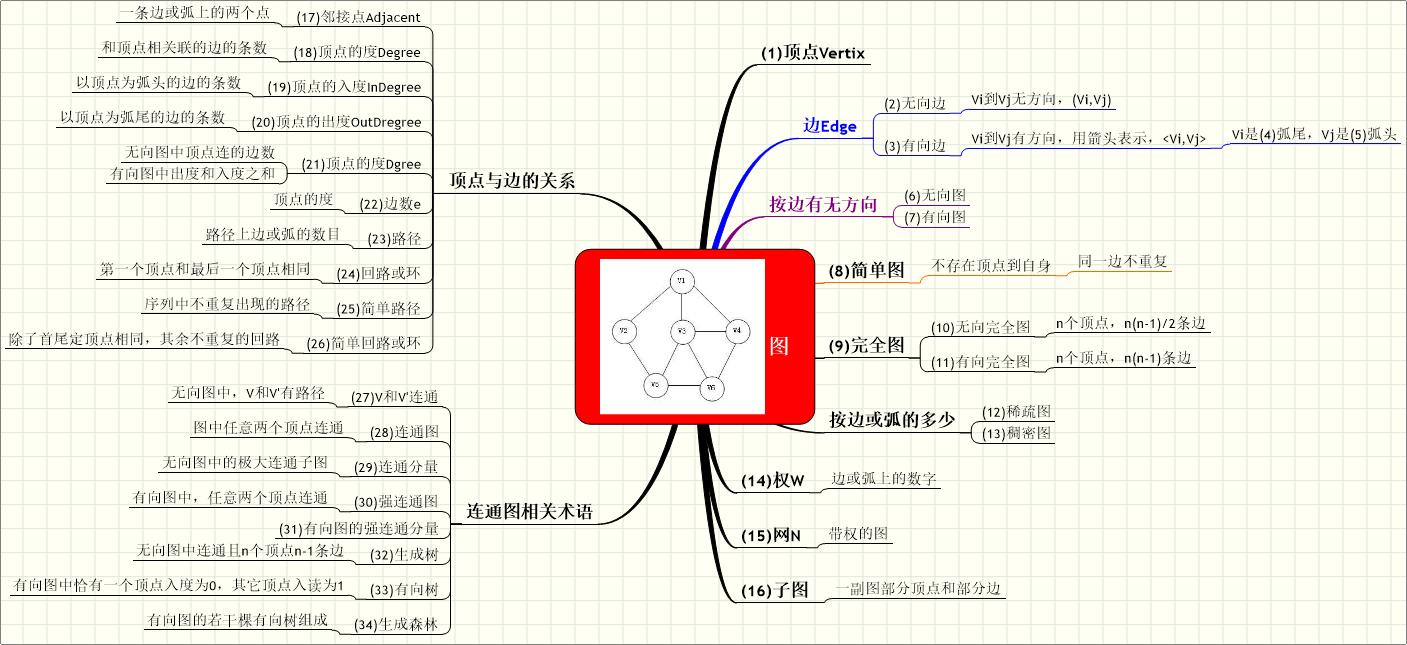 图
V1
V2
V3
V4
V5
V6
(1)顶点Vertix
边Edge
(2)无向边
Vi到Vj无方向，(Vi,Vj)
(3)有向边
Vi到Vj有方向，用箭头表示，<Vi,Vj>
Vi是(4)弧尾，Vj是(5)弧头
按边有无方向
(6)无向图
(7)有向图
(8)简单图
不存在顶点到自身
同一边不重复
(9)完全图
(10)无向完全图
n个顶点，n(n-1)/2条边
(11)有向完全图
n个顶点，n(n-1)条边
按边或弧的多少
(12)稀疏图
(13)稠密图
(14)权W
边或弧上的数字
(15)网N
带权的图
(16)子图
一副图部分顶点和部分边
顶点与边的关系
(17)邻接点Adjacent
一条边或弧上的两个点
(18)顶点的度Degree
和顶点相关联的边的条数
(19)顶点的入度InDegree
以顶点为弧头的边的条数
(20)顶点的出度OutDregree
以顶点为弧尾的边的条数
(21)顶点的度Dgree
无向图中顶点连的边数
有向图中出度和入度之和
(22)边数e
顶点的度
(23)路径
路径上边或弧的数目
(24)回路或环
第一个顶点和最后一个顶点相同
(25)简单路径
序列中不重复出现的路径
(26)简单回路或环
除了首尾定顶点相同，其余不重复的回路
连通图相关术语
(27)V和V'连通
无向图中，V和V'有路径
(28)连通图
图中任意两个顶点连通
(29)连通分量
无向图中的极大连通子图
(30)强连通图
有向图中，任意两个顶点连通
(31)有向图的强连通分量
(32)生成树
无向图中连通且n个顶点n-1条边
(33)有向树
有向图中恰有一个顶点入度为0，其它顶点入读为1
(34)生成森林
有向图的若干棵有向树组成